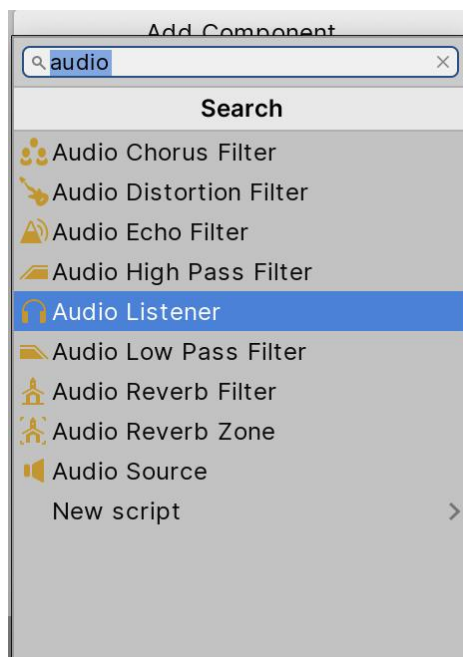 Add Component
audio
Search
Audio Chorus Filter
Audio Distortion Filter
Audio Echo Filter
Audio High Pass Filter
Audio Listener
Audio Low Pass Filter
Audio Reverb Filter
Audio Reverb Zone
Audio Source
New script